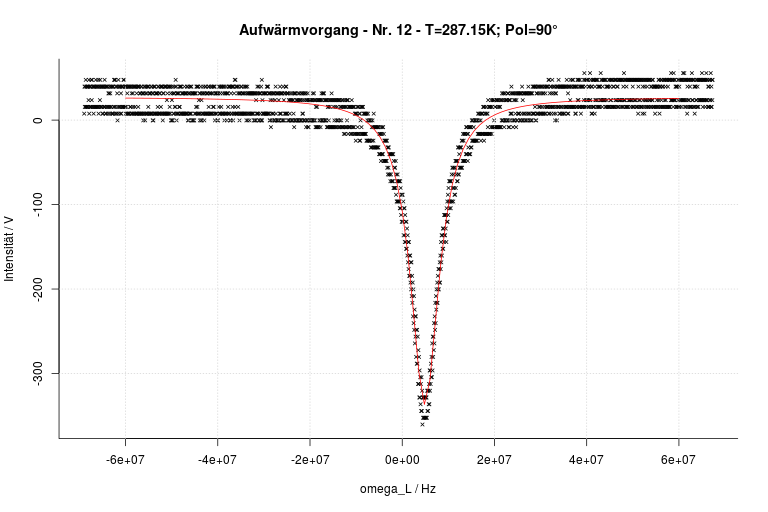 Aufwärmvorgang - Nr. 12 - T=287.15K; Pol=90°
Intensität / V
0
-100
-200
-300
-6e+07 -4e+07 -2e+07 0e+00 2e+07 4e+07 6e+07
omega_L / Hz